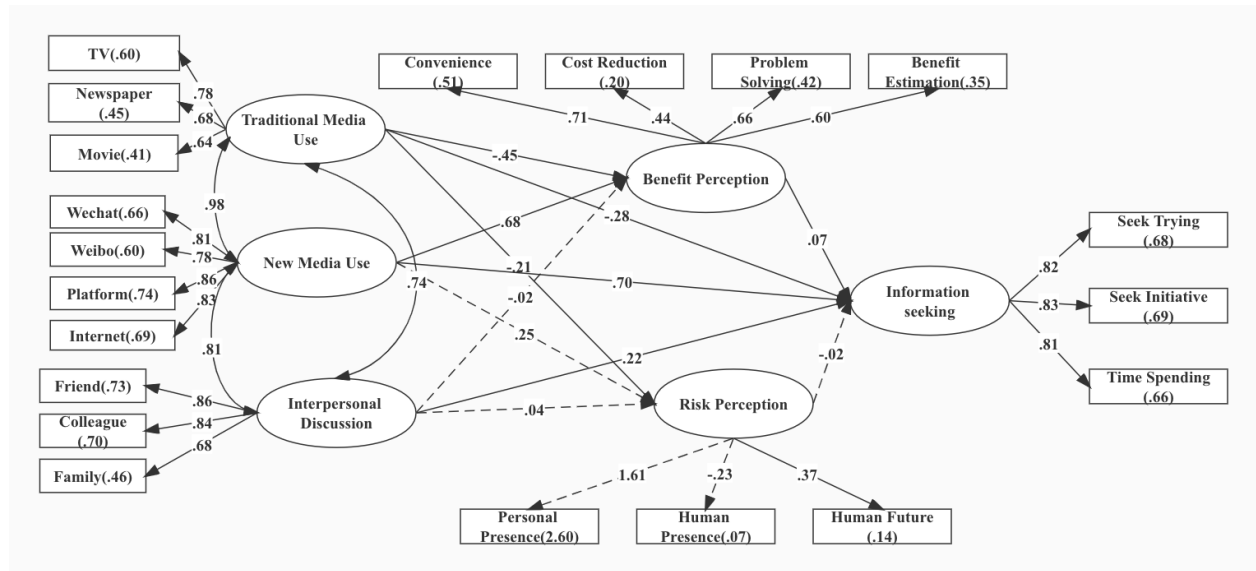 TV(.60)
Newspaper
(.45)
Movie(.41)
.78
.68
.64
Traditional Media
Use
Convenience
(.51)
Cost Reduction
(.20)
Problem
Solving(.42)
Benefit
Estimation(.35)
.71
.44
.66
.60
Benefit Perception
-.45
-.28
.68
.98
Wechat(.66)
Weibo(.60)
Platform(.74)
Internet(.69)
.81
.78
.86
.83
New Media Use
.74
-.21
-.02
.70
.25
.07
Information
seeking
Seek Trying
(.68)
Seek Initiative
(.69)
Time Spending
(.66)
.82
.83
.81
.81
Friend(.73)
Colleague
(.70)
Family(.46)
.86
.84
.68
Interpersonal
Discussion
.22
.04
-.02
Risk Perception
1.61
-.23
.37
Personal
Presence(2.60)
Human
Presence(.07)
Human Future
(.14)